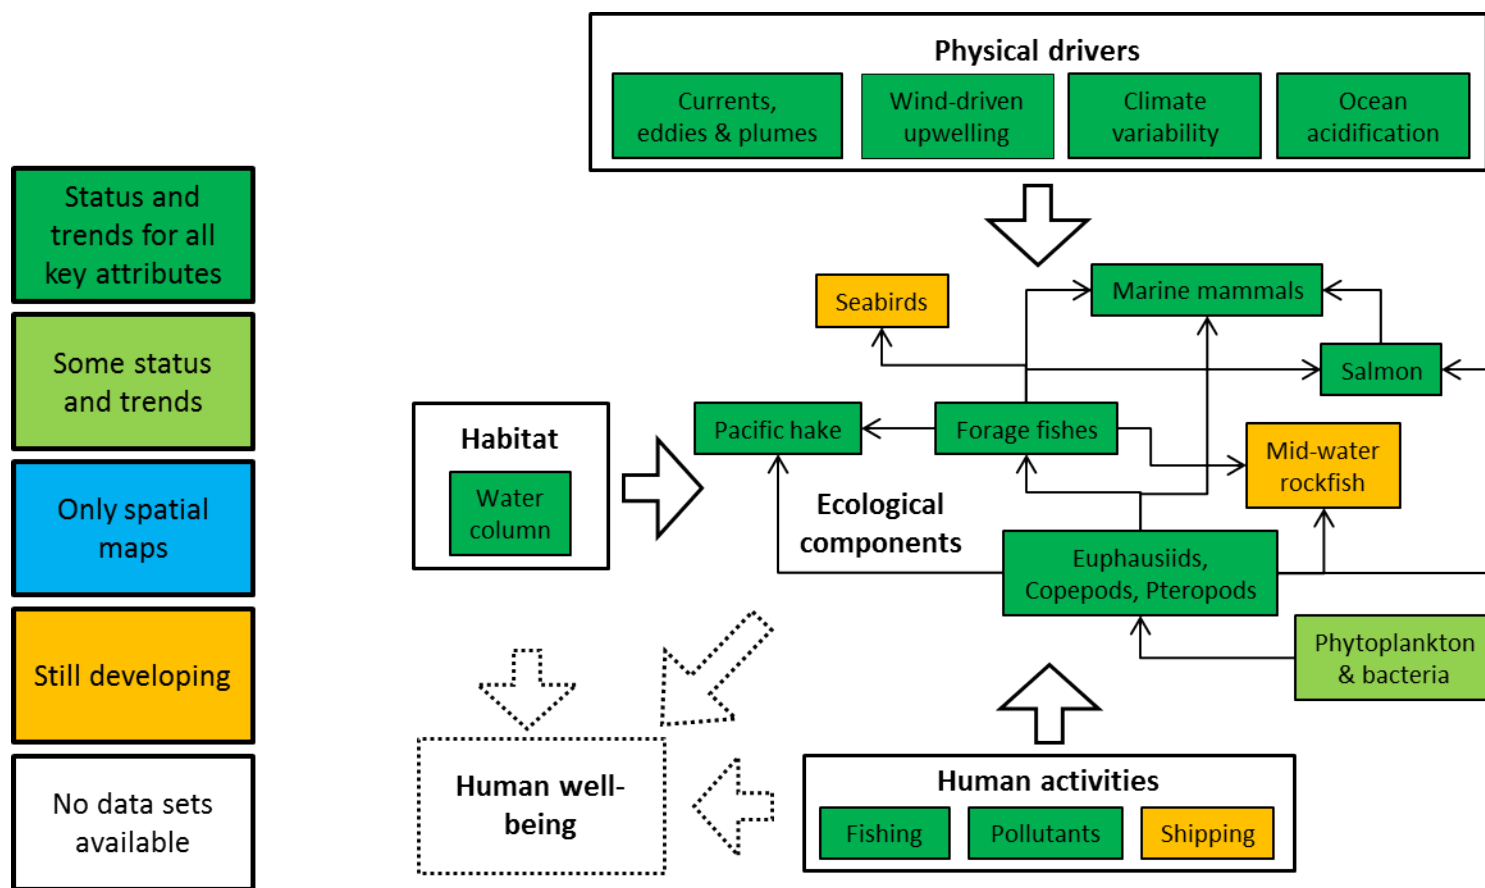 Physical drivers
Currents,
eddies & plumes
Wind-driven
upwelling
Climate
variability
Ocean
acidification
Status and
trends for all
key attributes
Some status
and trends
Only spatial
maps
Still developing
No data sets
available
Seabirds
Marine mammals
Salmon
Pacific hake
Forage fishes
Mid-water
rockfish
Habitat
Water
column
Ecological
components
Euphausiids,
Copepods, Pteropods
Phytoplankton
& bacteria
Human well-
being
Human activities
Fishing
Pollutants
Shipping